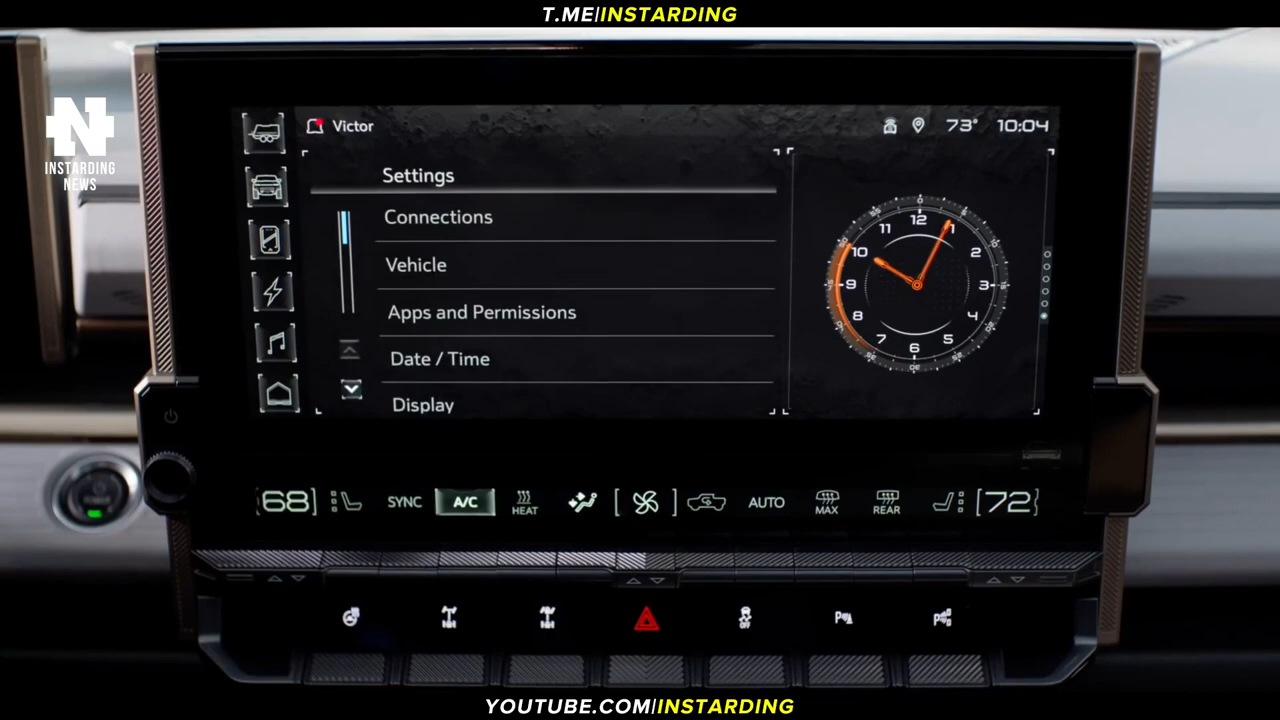 T.ME|INSTARDING
N
INSTARDING
NEWS
Victor
73° 10:04
Settings
Connections
Vehicle
Apps and Permissions
Date / Time
Display
12
1
2
3
4
5
6
7
8
9
10
11
68 SYNC A/C HEAT AUTO MAX REAR 72
OFF
YOUTUBE.COM|INSTARDING